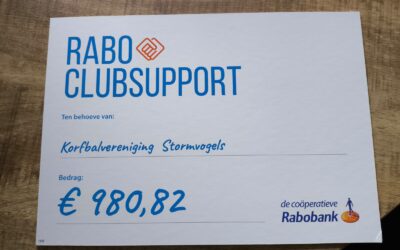 RABO
CLUBSUPPORT
Ten behoeve van:
Korfbalvereniging Stormvogels
Bedrag:
€ 980,82
de coöperatieve
Rabobank